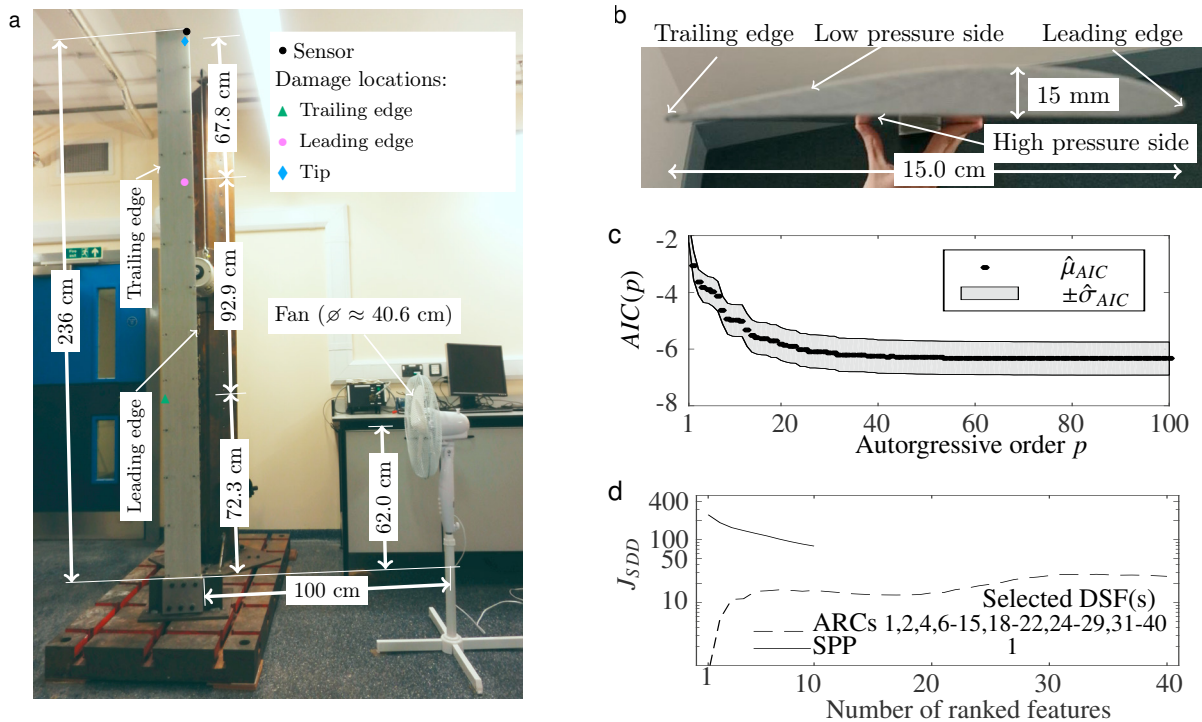 a
Sensor
Damage locations:
Trailing edge
Leading edge
Tip
67.8 cm
Trailing edge
236 cm
92.9 cm
Fan (⌀ ≈ 40.6 cm)
Leading edge
72.3 cm
62.0 cm
100 cm
b
Trailing edge
Low pressure side
Leading edge
15 mm
High pressure side
15.0 cm
c
AIC(p)
-2
-4
-6
-8
μ̂AIC
±σ̂AIC
1 20 40 60 80 100
Autorgressive order p
d
JSDD
400
100
50
10
Selected DSF(s)
ARCs 1,2,4,6-15,18-22,24-29,31-40
SPP 1
1 10 20 30 40
Number of ranked features